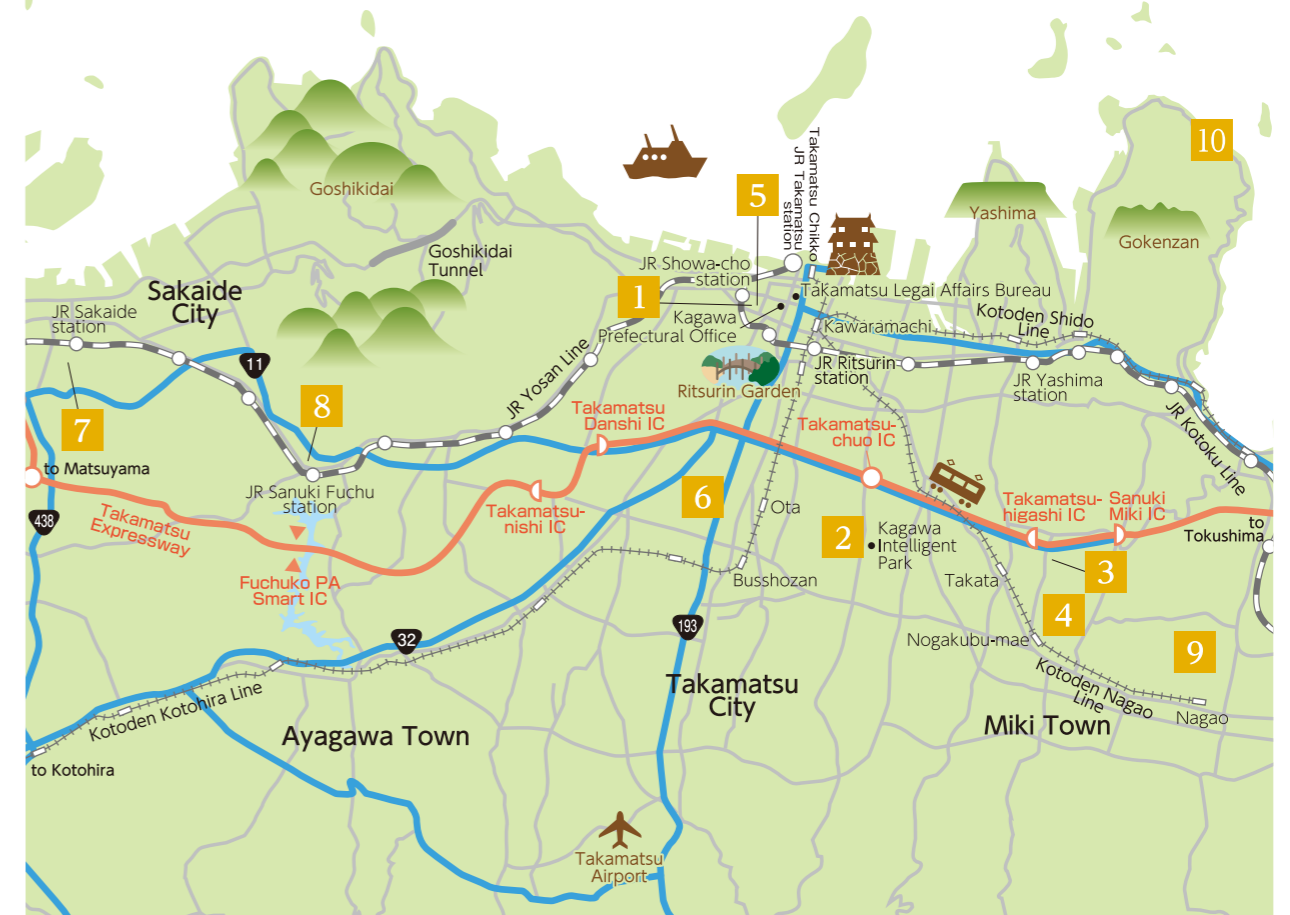 10
5
Takamatsu Chikko
JR Takamatsu
station
Goshikidai
Yashima
Gokenzan
Goshikidai
Tunnel
JR Showa-cho
station
Sakaide
City
1
Takamatsu Legai Affairs Bureau
JR Sakaide
station
Kagawa
Prefectural Office
Kotoden Shido
Line
Kawaramachi
11
JR Yosan Line
JR Ritsurin
station
JR Yashima
station
Ritsurin Garden
JR Kotoku Line
8
7
Takamatsu
Danshi IC
Takamatsu-
chuo IC
to Matsuyama
JR Sanuki Fuchu
station
6
Takamatsu-
nishi IC
Takamatsu-
higashi IC
Sanuki
Miki IC
Ota
438
Takamatsu
Expressway
to
Tokushima
2
Kagawa
Intelligent
Park
3
Fuchuko PA
Smart IC
Busshozan
Takata
4
193
32
Nogakubu-mae
9
Kotoden Kotohira Line
Kotoden Nagao
Line
Takamatsu
City
Nagao
Ayagawa Town
Miki Town
to Kotohira
Takamatsu
Airport